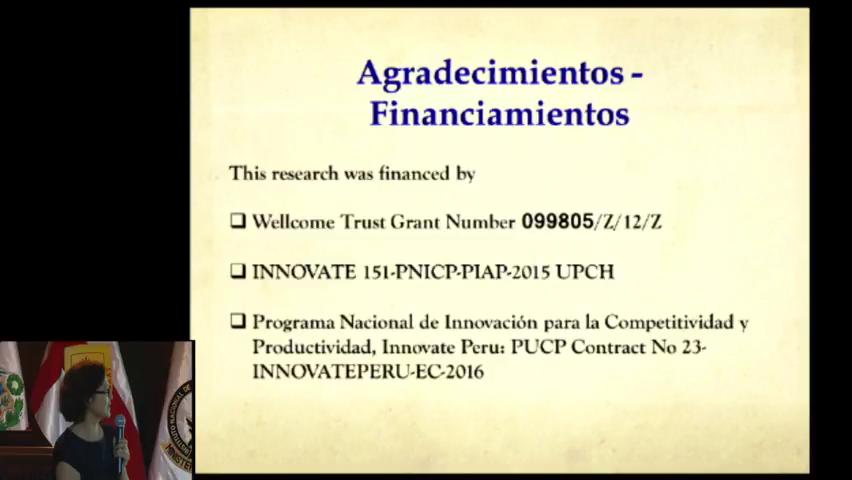 Agradecimientos -
Financiamientos
This research was financed by
❑ Wellcome Trust Grant Number 099805/Z/12/Z
❑ INNOVATE 151-PNICP-PIAP-2015 UPCH
❑ Programa Nacional de Innovación para la Competitividad y
Productividad, Innovate Peru: PUCP Contract No 23-
INNOVATEPERU-EC-2016